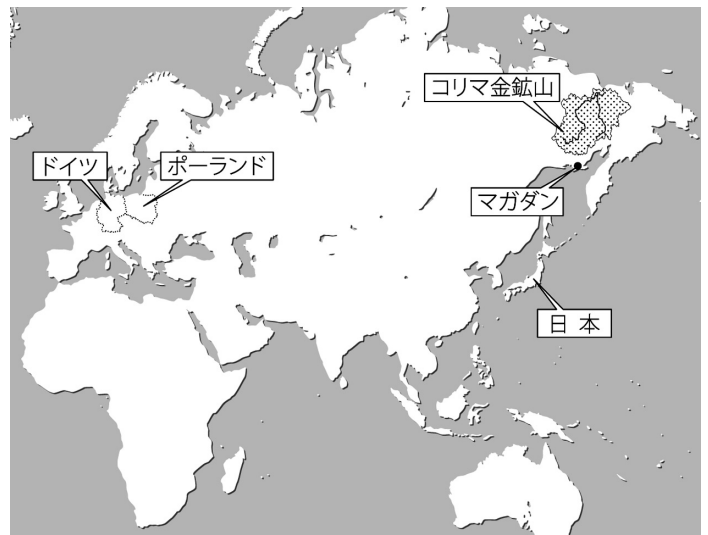 コリマ金鉱山
ドイツ
ポーランド
マガダン
日本